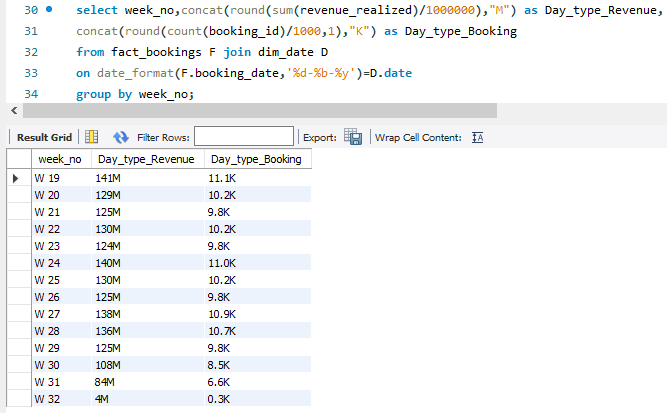 30 select week_no,concat(round(sum(revenue_realized)/1000000),"M") as Day_type_Revenue,
31 concat(round(count(booking_id)/1000,1),"K") as Day_type_Booking
32 from fact_bookings F join dim_date D
33 on date_format(F.booking_date,'%d-%b-%y')=D.date
34 group by week_no;
Result Grid Filter Rows: Export: Wrap Cell Content:
week_no Day_type_Revenue Day_type_Booking
W 19 141M 11.1K
W 20 129M 10.2K
W 21 125M 9.8K
W 22 130M 10.2K
W 23 124M 9.8K
W 24 140M 11.0K
W 25 130M 10.2K
W 26 125M 9.8K
W 27 138M 10.9K
W 28 136M 10.7K
W 29 125M 9.8K
W 30 108M 8.5K
W 31 84M 6.6K
W 32 4M 0.3K